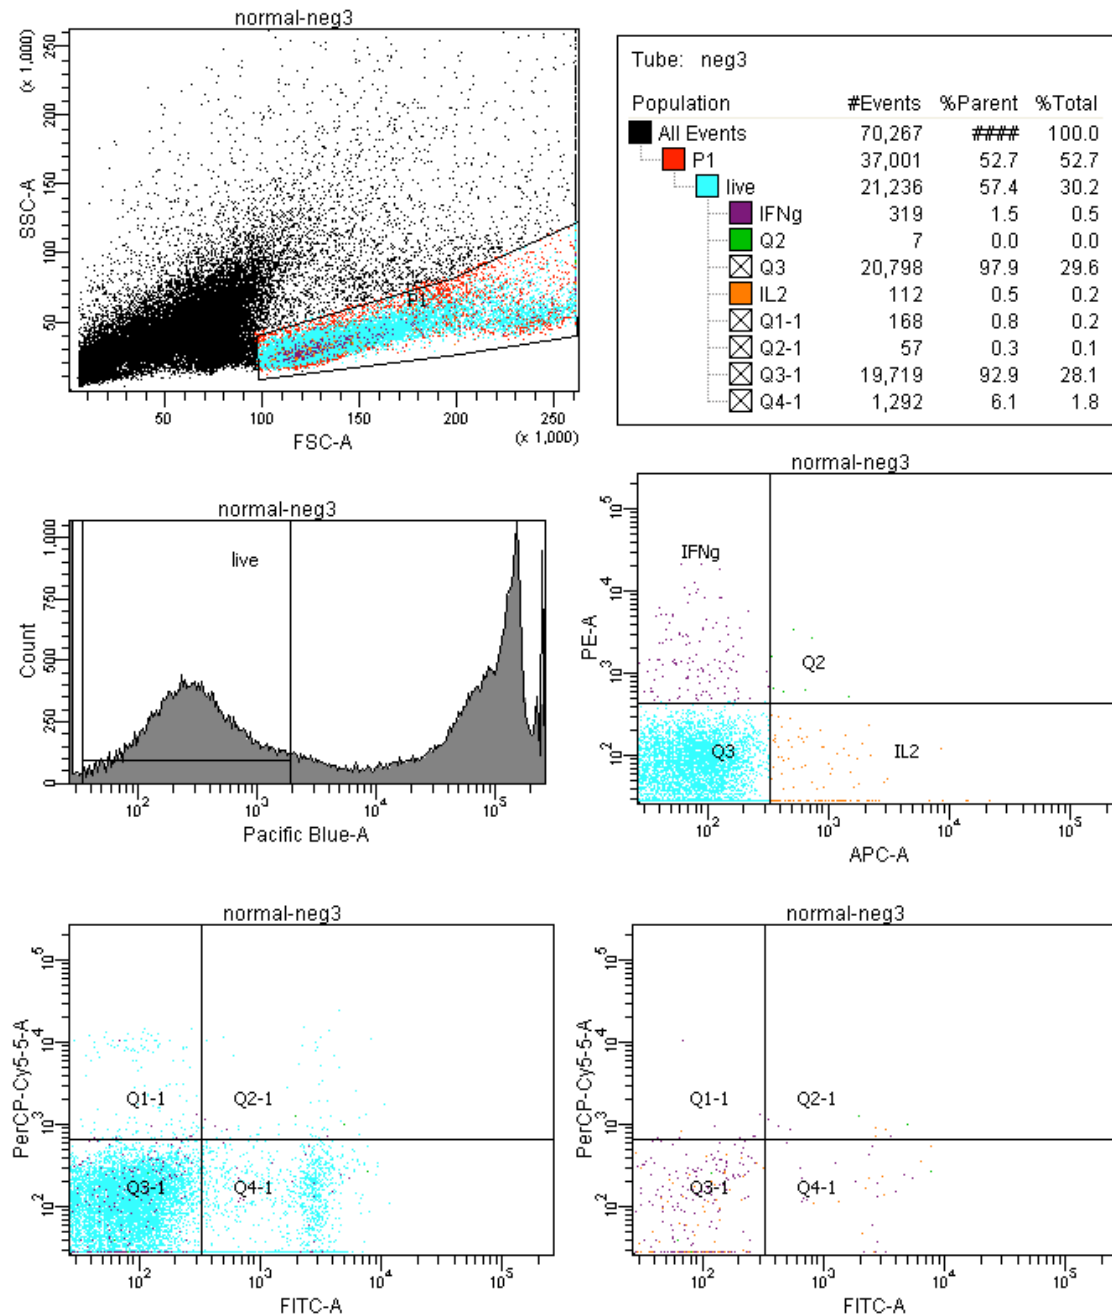 normal-neg3
(x 1,000)
250
200
150
100
50
SSC-A
P1
50 100 150 200 250
FSC-A
(x 1,000)
Tube: neg3
Population #Events %Parent %Total
All Events 70,267 #### 100.0
P1 37,001 52.7 52.7
live 21,236 57.4 30.2
IFNg 319 1.5 0.5
Q2 7 0.0 0.0
Q3 20,798 97.9 29.6
IL2 112 0.5 0.2
Q1-1 168 0.8 0.2
Q2-1 57 0.3 0.1
Q3-1 19,719 92.9 28.1
Q4-1 1,292 6.1 1.8
normal-neg3
1,000
750
500
250
0
Count
live
10^2 10^3 10^4 10^5
Pacific Blue-A
normal-neg3
10^5
10^4
10^3
10^2
PE-A
IFNg
Q2
Q3 IL2
10^2 10^3 10^4 10^5
APC-A
normal-neg3
10^5
10^4
10^3
10^2
PerCP-Cy5-5-A
Q1-1 Q2-1
Q3-1 Q4-1
10^2 10^3 10^4 10^5
FITC-A
normal-neg3
10^5
10^4
10^3
10^2
PerCP-Cy5-5-A
Q1-1 Q2-1
Q3-1 Q4-1
10^2 10^3 10^4 10^5
FITC-A